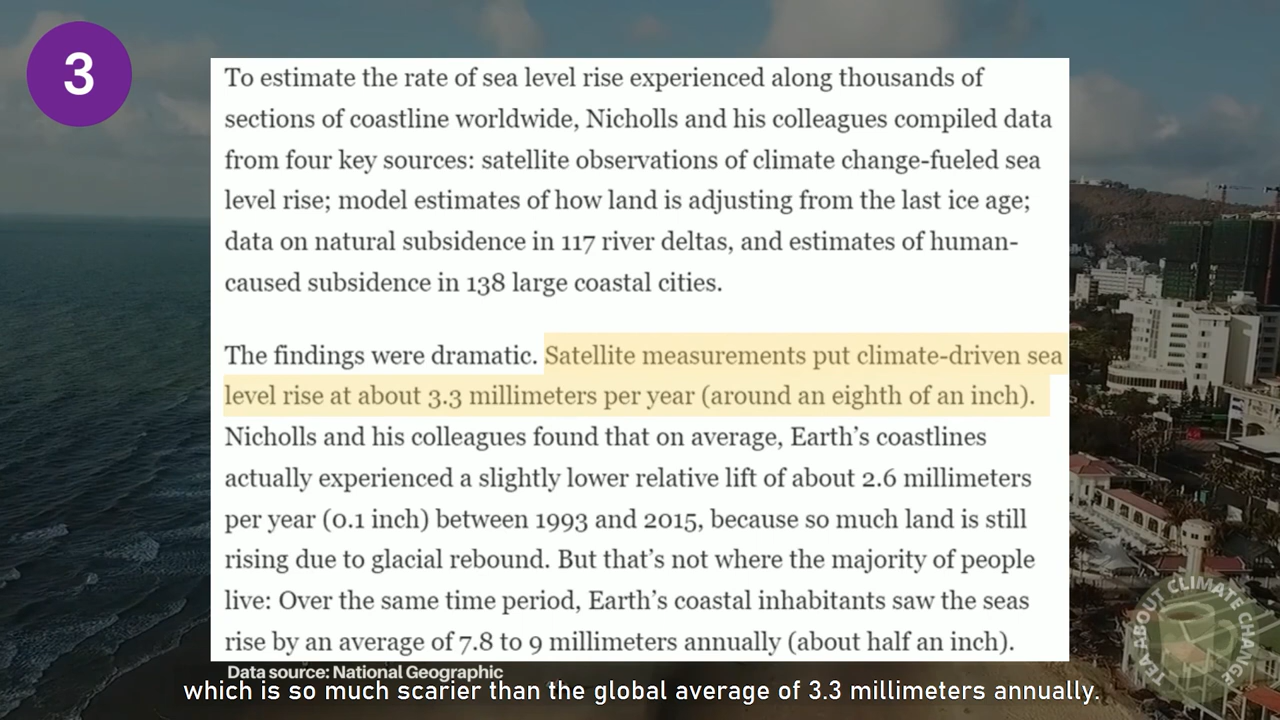 3
To estimate the rate of sea level rise experienced along thousands of
sections of coastline worldwide, Nicholls and his colleagues compiled data
from four key sources: satellite observations of climate change-fueled sea
level rise; model estimates of how land is adjusting from the last ice age;
data on natural subsidence in 117 river deltas, and estimates of human-
caused subsidence in 138 large coastal cities.
The findings were dramatic. Satellite measurements put climate-driven sea
level rise at about 3.3 millimeters per year (around an eighth of an inch).
Nicholls and his colleagues found that on average, Earth’s coastlines
actually experienced a slightly lower relative lift of about 2.6 millimeters
per year (0.1 inch) between 1993 and 2015, because so much land is still
rising due to glacial rebound. But that’s not where the majority of people
live: Over the same time period, Earth’s coastal inhabitants saw the seas
rise by an average of 7.8 to 9 millimeters annually (about half an inch).
Data source: National Geographic
which is so much scarier than the global average of 3.3 millimeters annually.
TEA ABOUT CLIMATE CHANGE